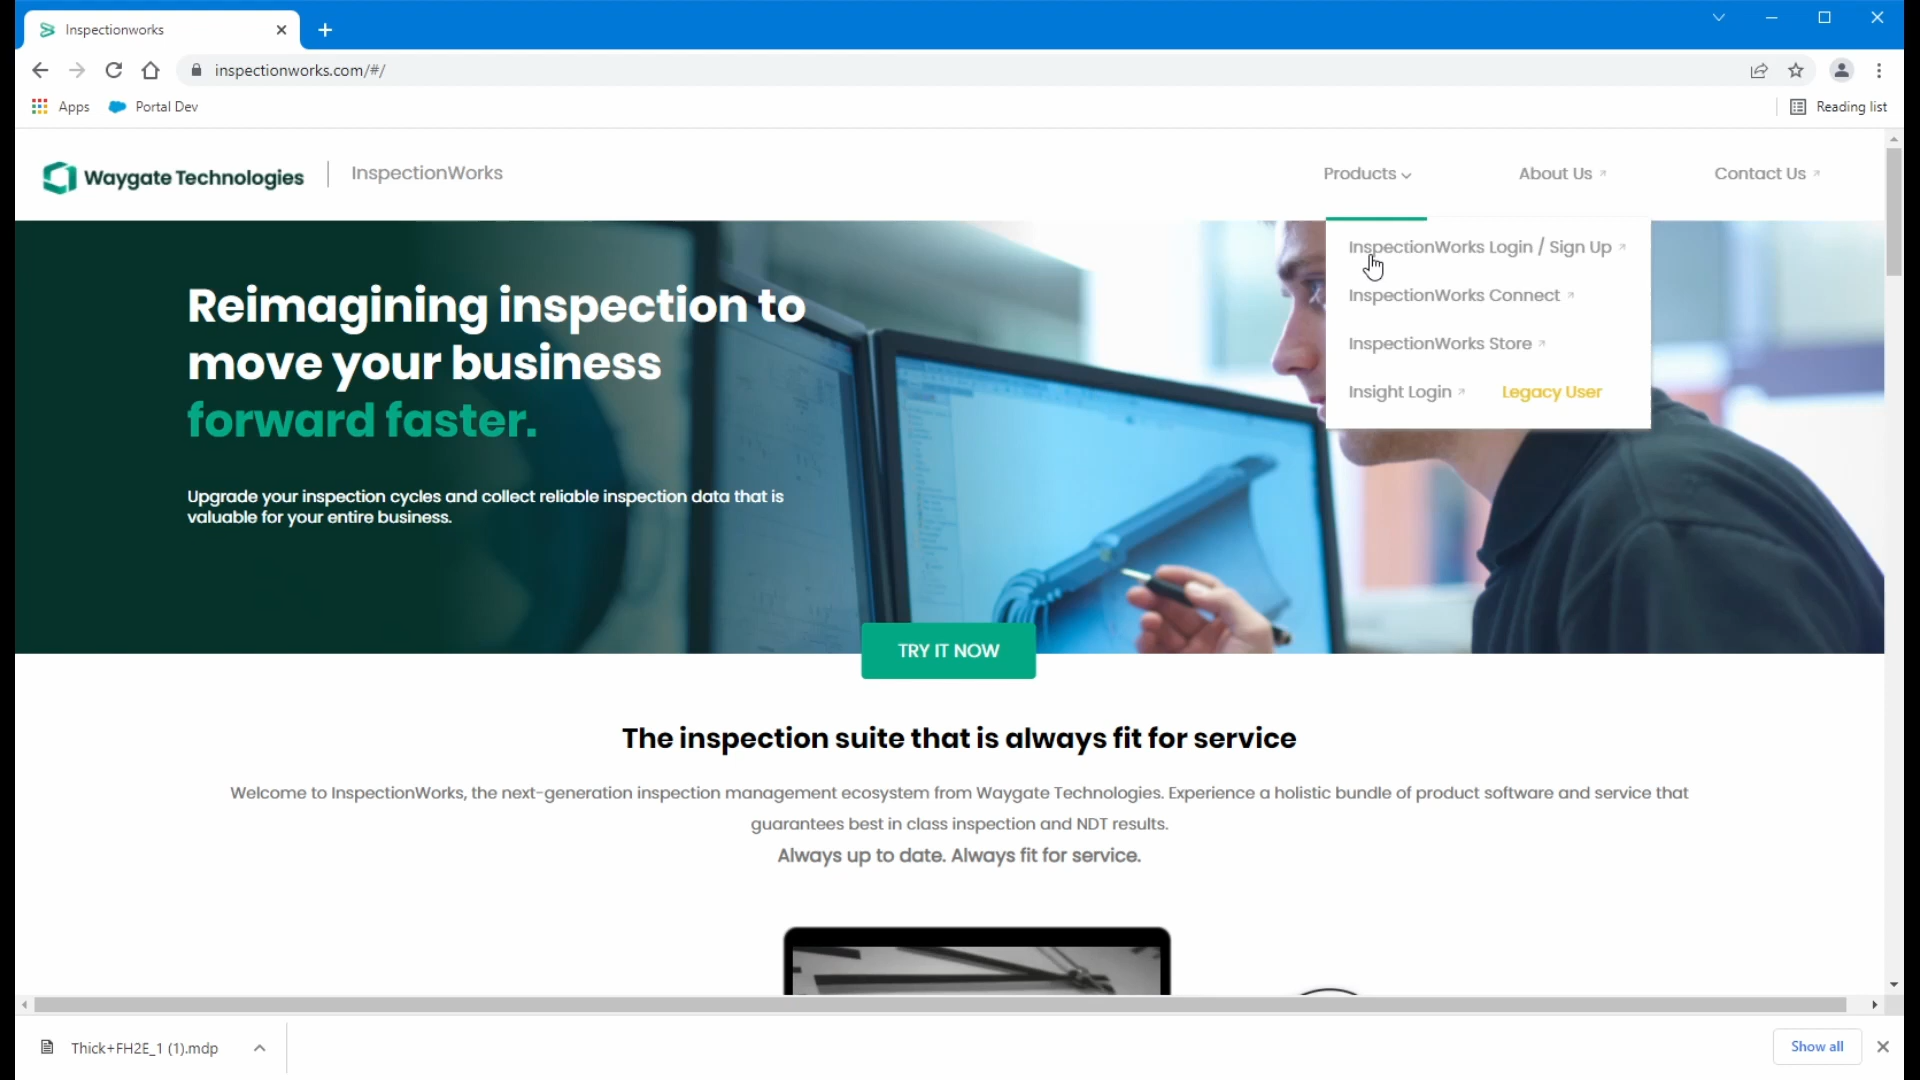 Inspectionworks
inspectionworks.com/#/
Apps
Portal Dev
Reading list
Waygate Technologies
InspectionWorks
Products
About Us
Contact Us
InspectionWorks Login / Sign Up
InspectionWorks Connect
InspectionWorks Store
Insight Login
Legacy User
Reimagining inspection to
move your business
forward faster.
Upgrade your inspection cycles and collect reliable inspection data that is
valuable for your entire business.
TRY IT NOW
The inspection suite that is always fit for service
Welcome to InspectionWorks, the next-generation inspection management ecosystem from Waygate Technologies. Experience a holistic bundle of product software and service that
guarantees best in class inspection and NDT results.
Always up to date. Always fit for service.
Thick+FH2E_1 (1).mdp
Show all